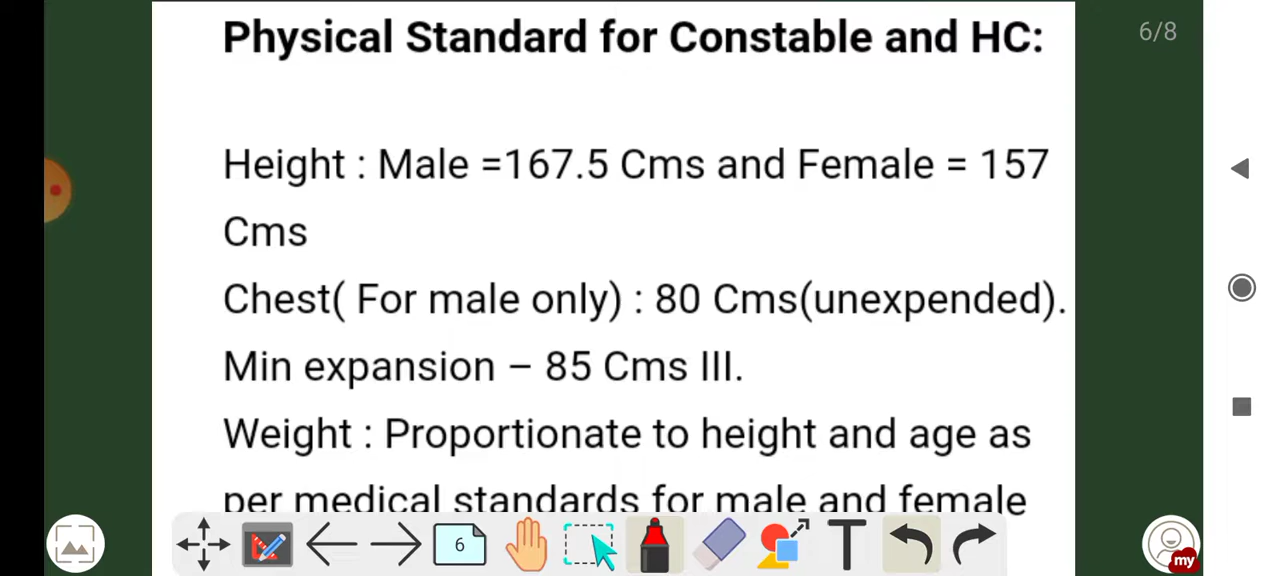 Physical Standard for Constable and HC:
6/8
Height : Male =167.5 Cms and Female = 157
Cms
Chest( For male only) : 80 Cms(unexpended).
Min expansion – 85 Cms III.
Weight : Proportionate to height and age as
per medical standards for male and female
6
T
my